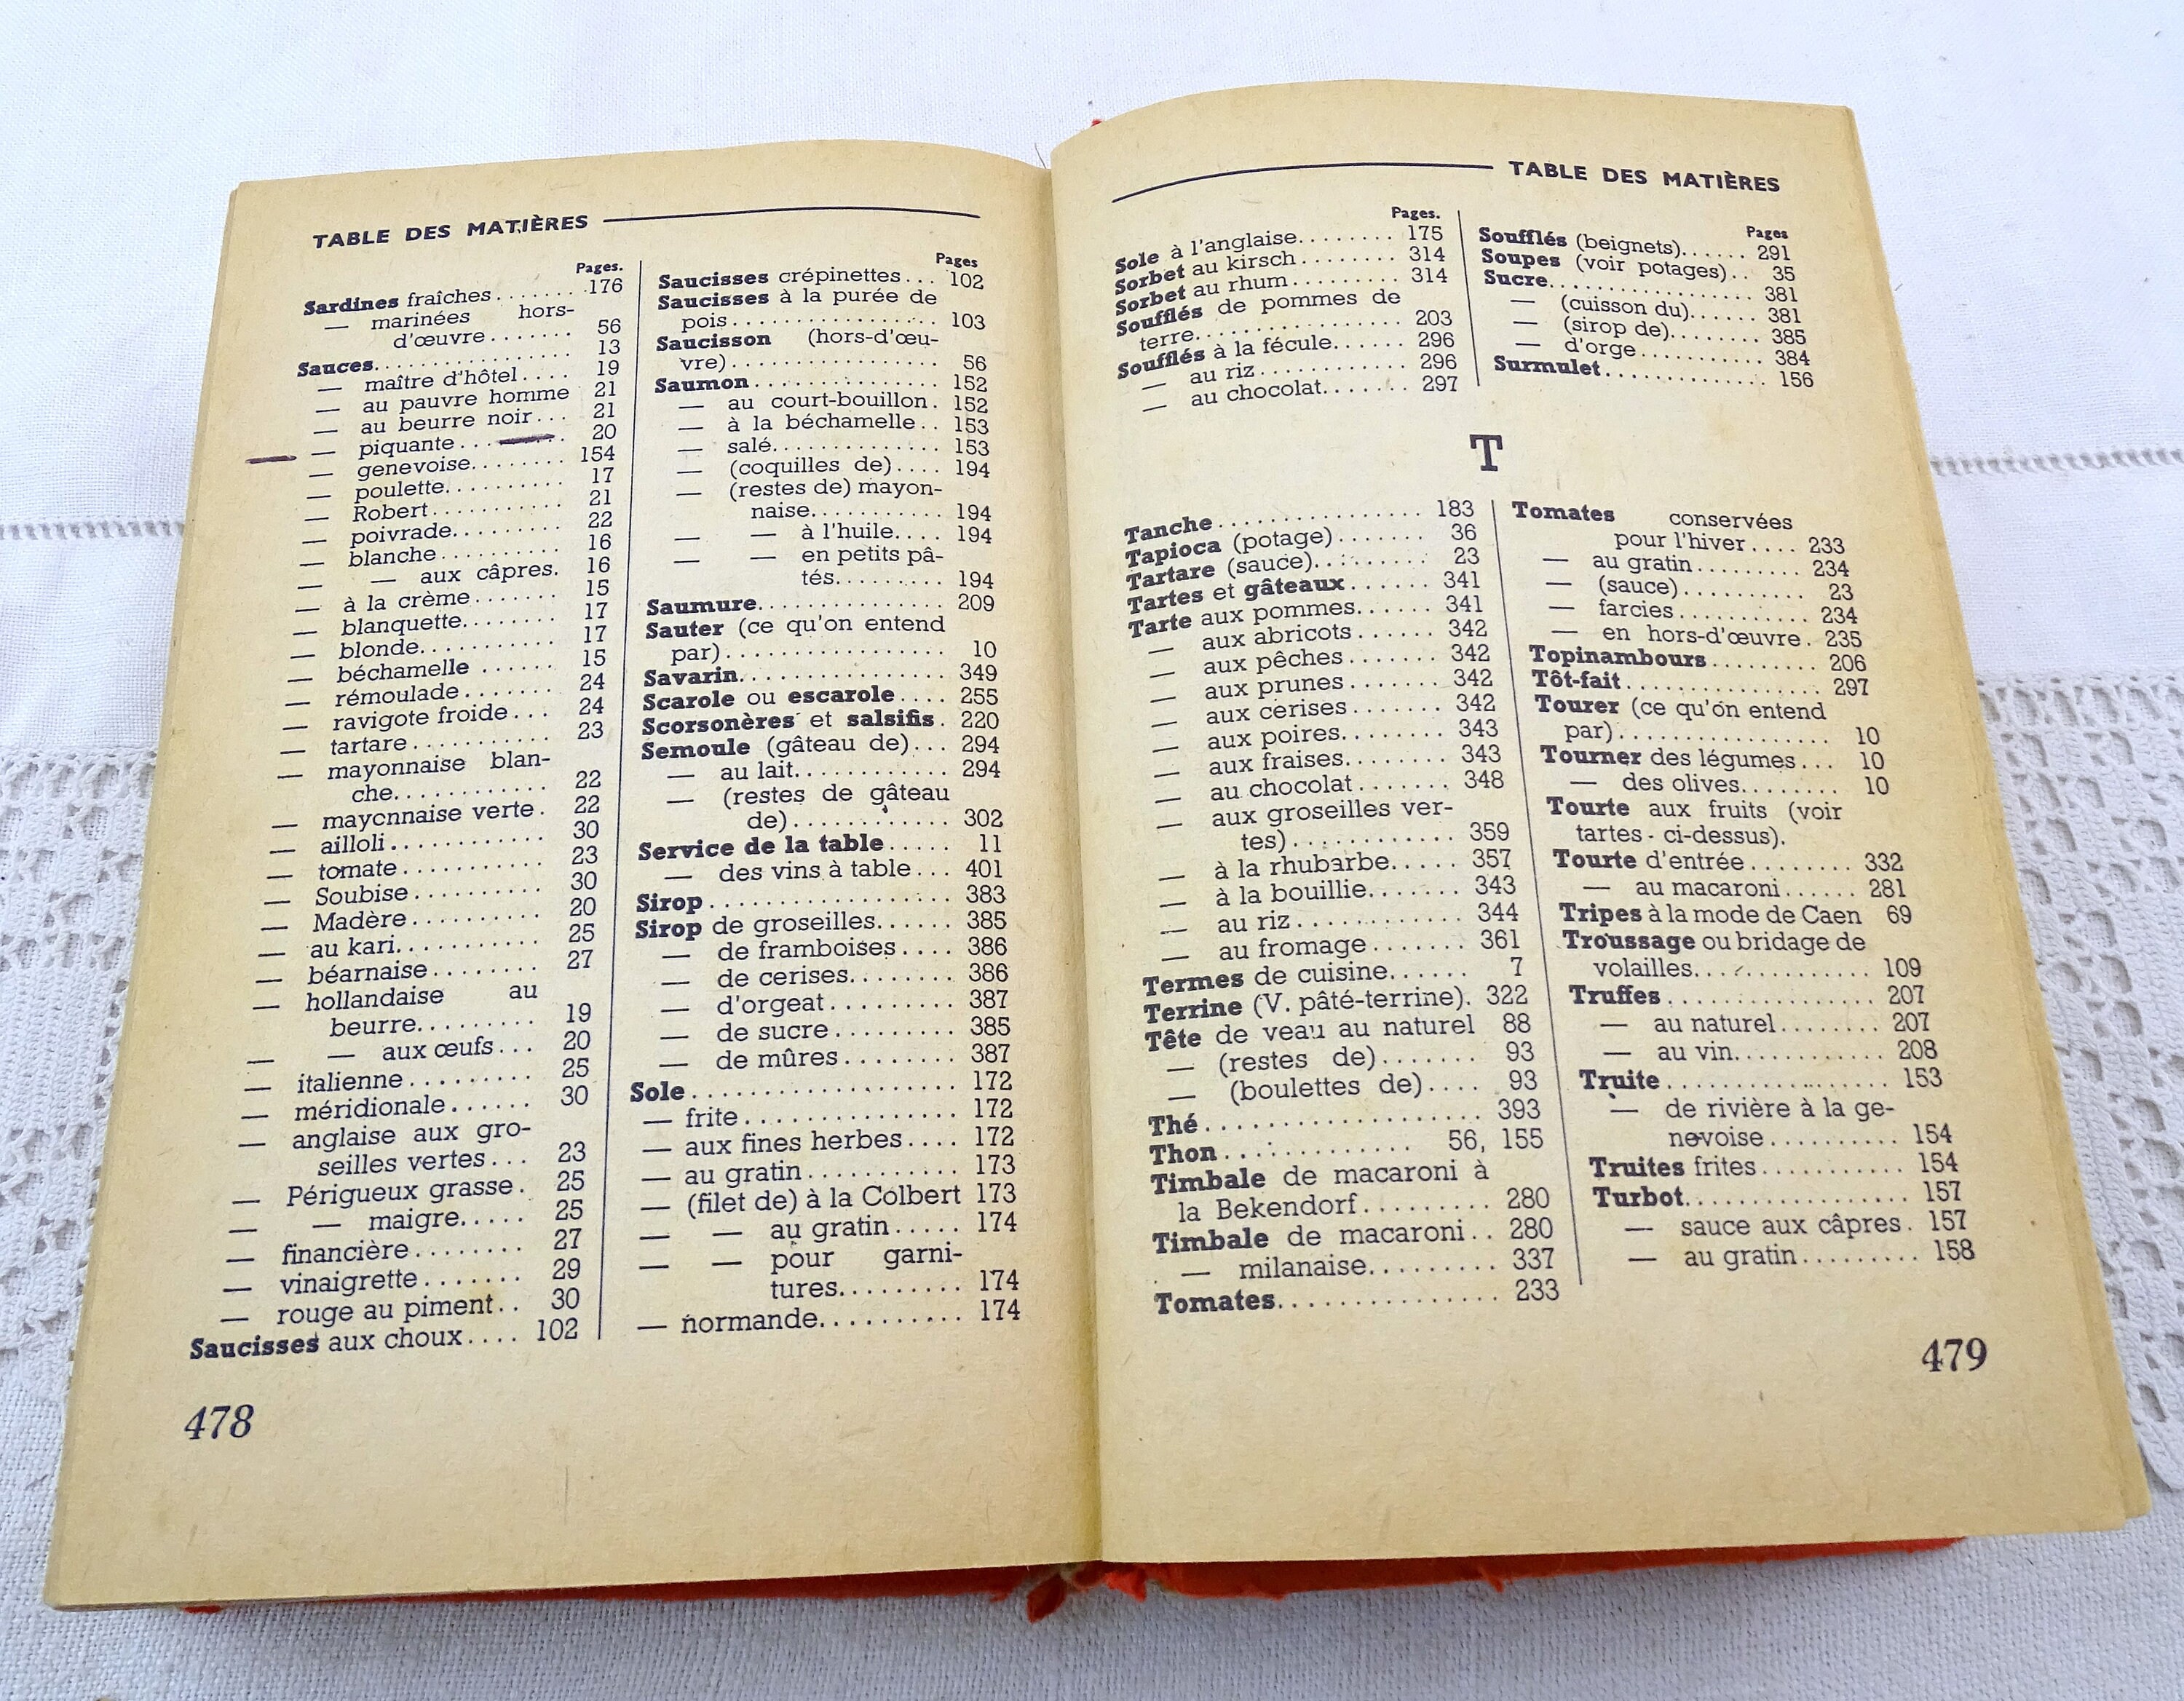 TABLE DES MATIÈRES
Pages.
Sardines fraîches........176
— marinées hors-
d'œuvre....... 56
Sauces................. 13
— maître d'hôtel.... 19
— au pauvre homme 21
— au beurre noir... 21
— piquante......... 20
— genevoise........ 154
— poulette.......... 17
— Robert........... 21
— poivrade......... 22
— blanche.......... 16
— — aux câpres. 16
— à la crème....... 15
— blanquette........ 17
— blonde........... 17
— béchamelle ...... 15
— rémoulade....... 24
— ravigote froide... 24
— tartare........... 23
— mayonnaise blan-
che............ 22
— mayonnaise verte. 22
— ailloli............ 30
— tomate........... 23
— Soubise.......... 30
— Madère.......... 20
— au kari........... 25
— béarnaise........ 27
— hollandaise au
beurre......... 19
— — aux œufs... 20
— italienne......... 25
— méridionale...... 30
— anglaise aux gro-
seilles vertes... 23
— Périgueux grasse. 25
— — maigre..... 25
— financière........ 27
— vinaigrette....... 29
— rouge au piment.. 30
Saucisses aux choux.... 102
Pages
Saucisses crépinettes... 102
Saucisses à la purée de
pois................. 103
Saucisson (hors-d'œu-
vre)................. 56
Saumon............... 152
— au court-bouillon. 152
— à la béchamelle.. 153
— salé............. 153
— (coquilles de).... 194
— (restes de) mayon-
naise........... 194
— — à l'huile.... 194
— — en petits pâ-
tés......... 194
Saumure............... 209
Sauter (ce qu'on entend
par).................. 10
Savarin................ 349
Scarole ou escarole.... 255
Scorsonères et salsifis. 220
Semoule (gâteau de)... 294
— au lait............ 294
— (restes de gâteau
de)............ 302
Service de la table..... 11
— des vins à table... 401
Sirop................... 383
Sirop de groseilles...... 385
— de framboises.... 386
— de cerises........ 386
— d'orgeat......... 387
— de sucre......... 385
— de mûres........ 387
Sole.................... 172
— frite................ 172
— aux fines herbes.... 172
— au gratin........... 173
— (filet de) à la Colbert 173
— — au gratin..... 174
— — pour garni-
tures......... 174
— normande.......... 174
478
TABLE DES MATIÈRES
Pages.
Sole à l'anglaise........ 175
Sorbet au kirsch........ 314
Sorbet au rhum......... 314
Soufflés de pommes de
terre................ 203
Soufflés à la fécule...... 296
— au riz............ 296
— au chocolat....... 297
Pages
Soufflés (beignets)...... 291
Soupes (voir potages).. 35
Sucre.................. 381
— (cuisson du)...... 381
— (sirop de)........ 385
— d'orge........... 384
Surmulet.............. 156
T
Tanche................. 183
Tapioca (potage)....... 36
Tartare (sauce)......... 23
Tartes et gâteaux...... 341
Tarte aux pommes...... 341
— aux abricots...... 342
— aux pêches....... 342
— aux prunes....... 342
— aux cerises....... 342
— aux poires........ 343
— aux fraises........ 343
— au chocolat....... 348
— aux groseilles ver-
tes)............ 359
— à la rhubarbe..... 357
— à la bouillie....... 343
— au riz............ 344
— au fromage....... 361
Termes de cuisine...... 7
Terrine (V. pâté-terrine). 322
Tête de veau au naturel 88
— (restes de)....... 93
— (boulettes de).... 93
Thé..................... 393
Thon.............. 56, 155
Timbale de macaroni à
la Bekendorf......... 280
Timbale de macaroni.. 280
— milanaise......... 337
Tomates................ 233
Tomates conservées
pour l'hiver.... 233
— au gratin......... 234
— (sauce).......... 23
— farcies........... 234
— en hors-d'œuvre. 235
Topinambours......... 206
Tôt-fait................ 297
Tourer (ce qu'on entend
par)................. 10
Tourner des légumes... 10
— des olives........ 10
Tourte aux fruits (voir
tartes - ci-dessus).
Tourte d'entrée........ 332
— au macaroni...... 281
Tripes à la mode de Caen 69
Troussage ou bridage de
volailles.............. 109
Truffes................. 207
— au naturel........ 207
— au vin............ 208
Truite.................. 153
— de rivière à la ge-
nevoise.......... 154
Truites frites........... 154
Turbot................. 157
— sauce aux câpres. 157
— au gratin......... 158
479